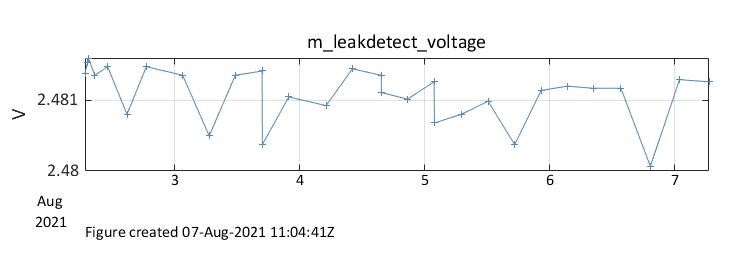 m_leakdetect_voltage
V
2.481
2.48
3 4 5 6 7
Aug
2021
Figure created 07-Aug-2021 11:04:41Z